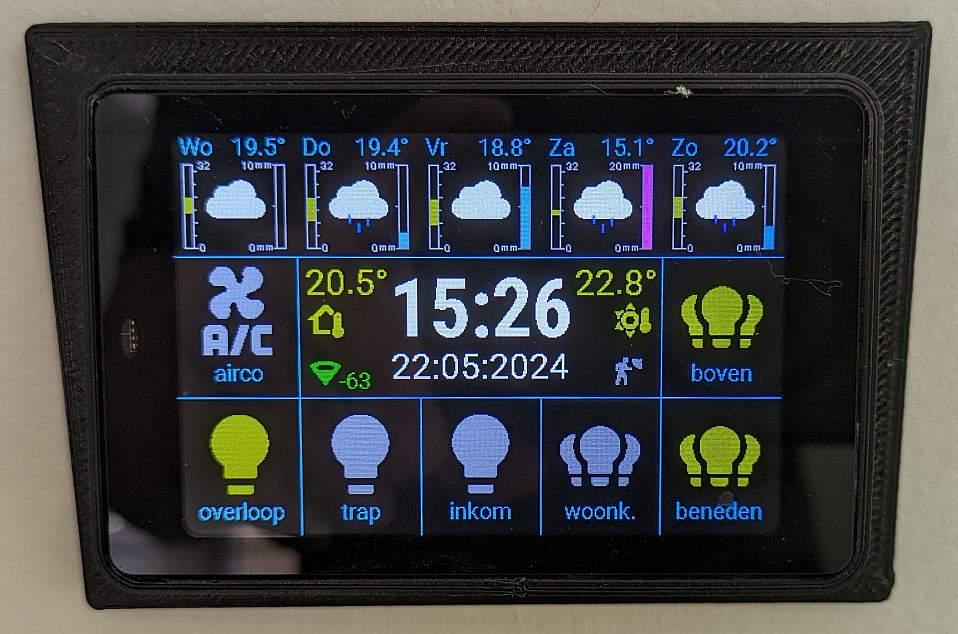 Wo 19.5° Do 19.4° Vr 18.8° Za 15.1° Zo 20.2°
32 10mm 32 10mm 32 10mm 32 20mm 32 10mm
0 0mm 0 0mm 0 0mm 0 0mm 0 0mm
20.5° 15:26 22.8°
A/C
-63 22:05:2024
airco boven
overloop trap inkom woonk. beneden